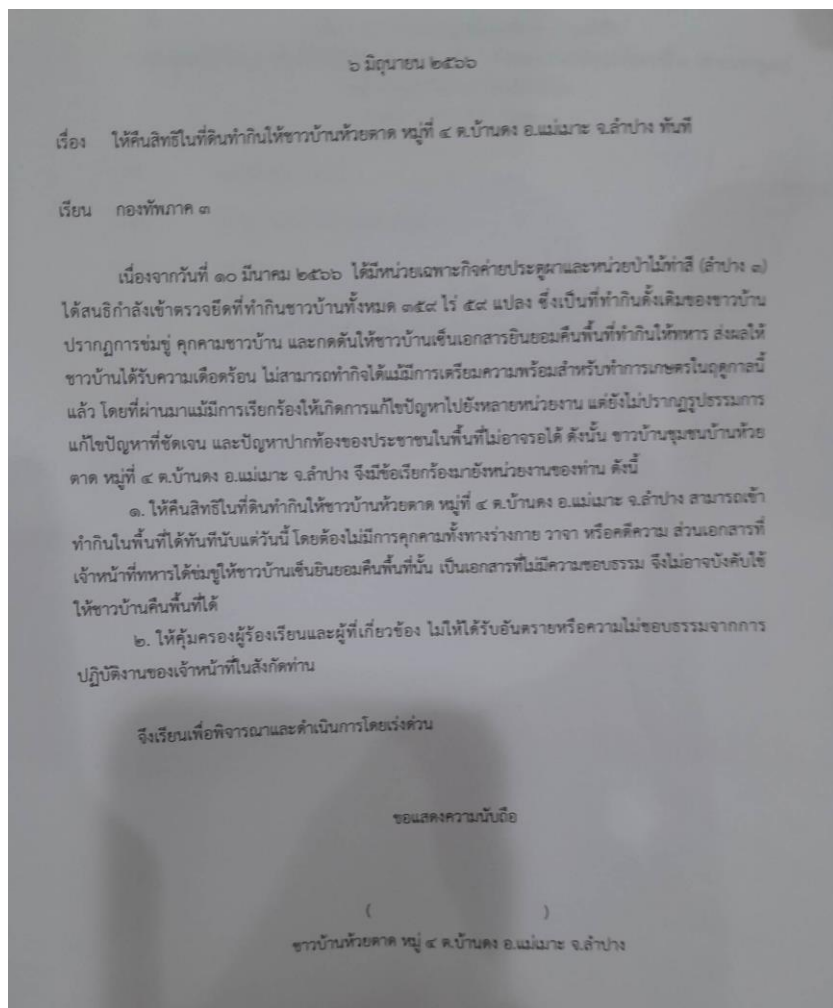 ๖ มิถุนายน ๒๕๖๖
เรื่อง ให้คืนสิทธิในที่ดินทำกินให้ชาวบ้านห้วยตาด หมู่ที่ ๔ ต.บ้านดง อ.แม่เมาะ จ.ลำปาง ทันที
เรียน กองทัพภาค ๓
เนื่องจากวันที่ ๑๐ มีนาคม ๒๕๖๖ ได้มีหน่วยเฉพาะกิจค่ายประตูผาและหน่วยป่าไม้ท่าสี (ลำปาง ๓)
ได้สนธิกำลังเข้าตรวจยึดที่ทำกินชาวบ้านทั้งหมด ๓๕๙ ไร่ ๕๙ แปลง ซึ่งเป็นที่ทำกินดั้งเดิมของชาวบ้าน
ปรากฏการข่มขู่ คุกคามชาวบ้าน และกดดันให้ชาวบ้านเซ็นเอกสารยินยอมคืนพื้นที่ทำกินให้ทหาร ส่งผลให้
ชาวบ้านได้รับความเดือดร้อน ไม่สามารถทำกิจได้แม้มีการเตรียมความพร้อมสำหรับทำการเกษตรในฤดูกาลนี้
แล้ว โดยที่ผ่านมาแม้มีการเรียกร้องให้เกิดการแก้ไขปัญหาไปยังหลายหน่วยงาน แต่ยังไม่ปรากฏรูปธรรมการ
แก้ไขปัญหาที่ชัดเจน และปัญหาปากท้องของประชาชนในพื้นที่ไม่อาจรอได้ ดังนั้น ชาวบ้านชุมชนบ้านห้วย
ตาด หมู่ที่ ๔ ต.บ้านดง อ.แม่เมาะ จ.ลำปาง จึงมีข้อเรียกร้องมายังหน่วยงานของท่าน ดังนี้
๑. ให้คืนสิทธิในที่ดินทำกินให้ชาวบ้านห้วยตาด หมู่ที่ ๔ ต.บ้านดง อ.แม่เมาะ จ.ลำปาง สามารถเข้า
ทำกินในพื้นที่ได้ทันทีนับแต่วันนี้ โดยต้องไม่มีการคุกคามทั้งทางร่างกาย วาจา หรือคดีความ ส่วนเอกสารที่
เจ้าหน้าที่ทหารได้ข่มขู่ให้ชาวบ้านเซ็นยินยอมคืนพื้นที่นั้น เป็นเอกสารที่ไม่มีความชอบธรรม จึงไม่อาจบังคับใช้
ให้ชาวบ้านคืนพื้นที่ได้
๒. ให้คุ้มครองผู้ร้องเรียนและผู้ที่เกี่ยวข้อง ไม่ให้ได้รับอันตรายหรือความไม่ชอบธรรมจากการ
ปฏิบัติงานของเจ้าหน้าที่ในสังกัดท่าน
จึงเรียนเพื่อพิจารณาและดำเนินการโดยเร่งด่วน
ขอแสดงความนับถือ
( )
ชาวบ้านห้วยตาด หมู่ ๔ ต.บ้านดง อ.แม่เมาะ จ.ลำปาง